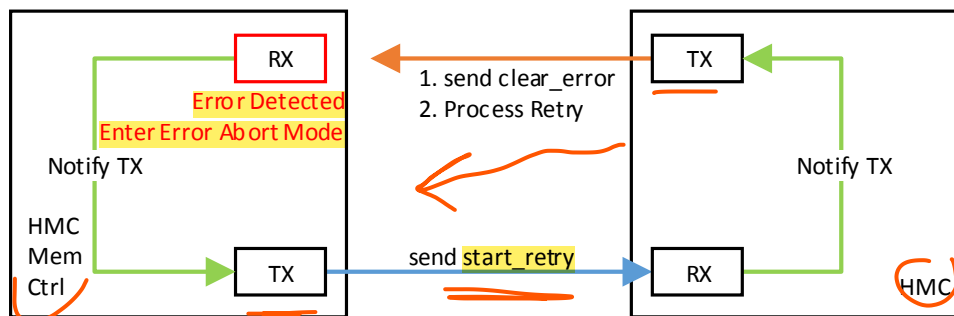 RX
TX
1. send clear_error
2. Process Retry
Error Detected
Enter Error Abort Mode
Notify TX
Notify TX
HMC
Mem
Ctrl
TX
send start_retry
RX
HMC